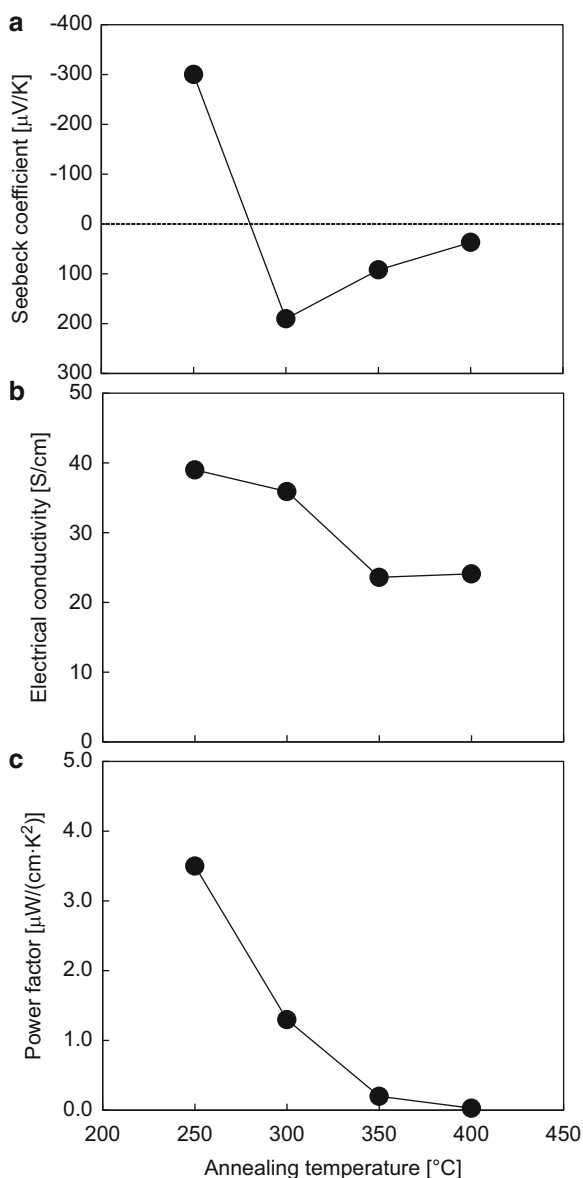 a
-400
-300
-200
-100
0
100
200
300
Seebeck coefficient [μV/K]
b
50
40
30
20
10
0
Electrical conductivity [S/cm]
c
5.0
4.0
3.0
1.0
1.0
0.0
Power factor [μW/(cm·K²)]
200 250 300 350 400 450
Annealing temperature [°C]